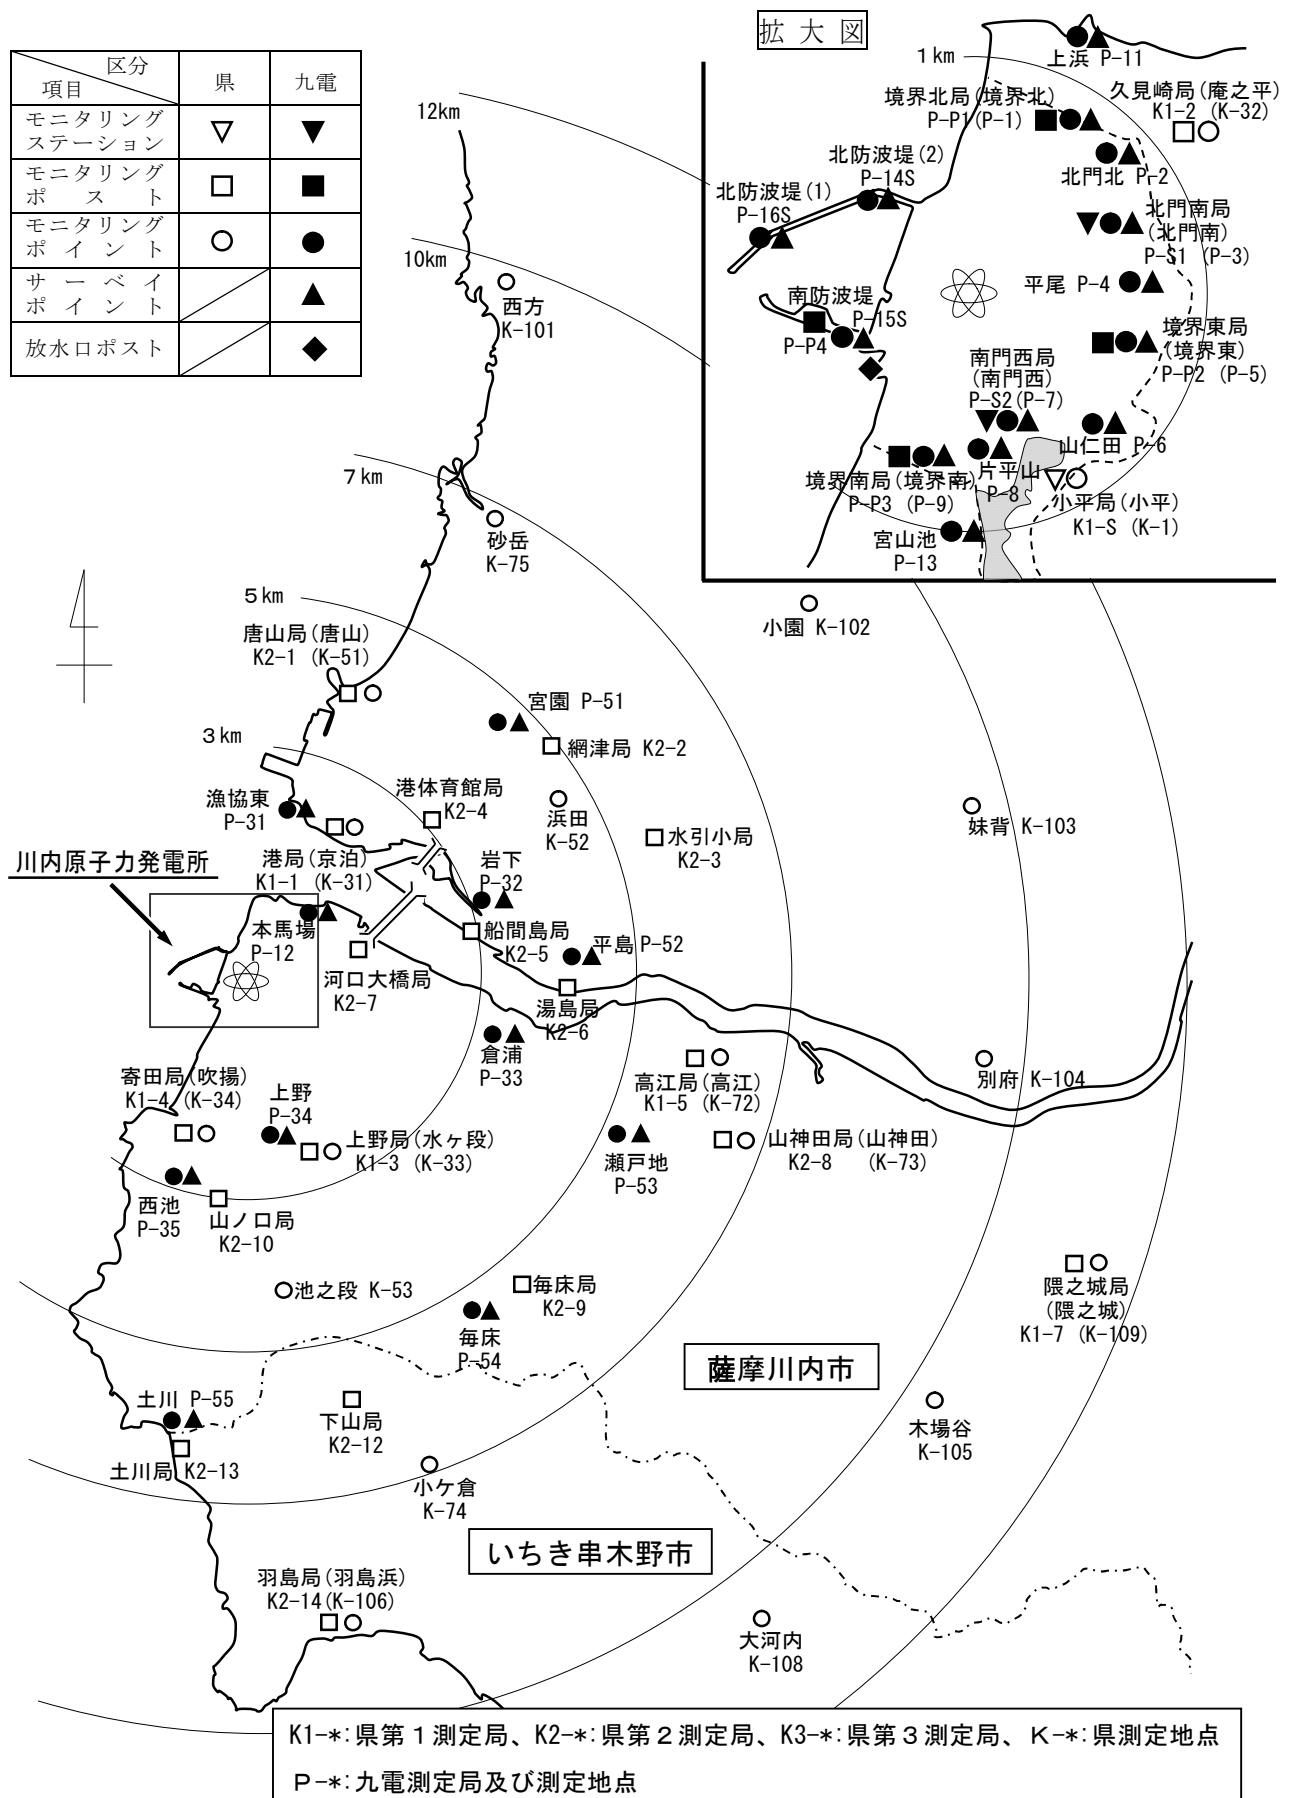 拡大図
区分
項目
県
九電
モニタリング
ステーション
モニタリング
ポスト
モニタリング
ポイント
サーベイ
ポイント
放水口ポスト
1km
上浜 P-11
境界北局(境界北)
P-P1(P-1)
久見崎局(庵之平)
K1-2 (K-32)
北門北 P-2
北防波堤(2)
P-14S
北防波堤(1)
P-16S
北門南局
(北門南)
P-S1 (P-3)
平尾 P-4
南防波堤
P-15S
P-P4
境界東局
(境界東)
P-P2 (P-5)
南門西局
(南門西)
P-S2(P-7)
山仁田 P-6
境界南局(境界南)
P-P3 (P-9)
片平山
P-8
小平局(小平)
K1-S (K-1)
宮山池
P-13
12km
10km
西方
K-101
7km
砂岳
K-75
5km
小園 K-102
唐山局(唐山)
K2-1 (K-51)
宮園 P-51
3km
網津局 K2-2
漁協東
P-31
港体育館局
K2-4
浜田
K-52
水引小局
K2-3
妹背 K-103
川内原子力発電所
港局(京泊)
K1-1 (K-31)
岩下
P-32
本馬場
P-12
船間島局
K2-5
平島 P-52
河口大橋局
K2-7
湯島局
K2-6
倉浦
P-33
寄田局(吹揚)
K1-4 (K-34)
上野
P-34
高江局(高江)
K1-5 (K-72)
別府 K-104
上野局(水ヶ段)
K1-3 (K-33)
瀬戸地
P-53
山神田局(山神田)
K2-8 (K-73)
西池
P-35
山ノ口局
K2-10
池之段 K-53
毎床局
K2-9
毎床
P-54
隈之城局
(隈之城)
K1-7 (K-109)
薩摩川内市
土川 P-55
下山局
K2-12
木場谷
K-105
土川局 K2-13
小ケ倉
K-74
いちき串木野市
羽島局(羽島浜)
K2-14(K-106)
大河内
K-108
K1-*:県第1測定局、K2-*:県第2測定局、K3-*:県第3測定局、K-*:県測定地点
P-*:九電測定局及び測定地点